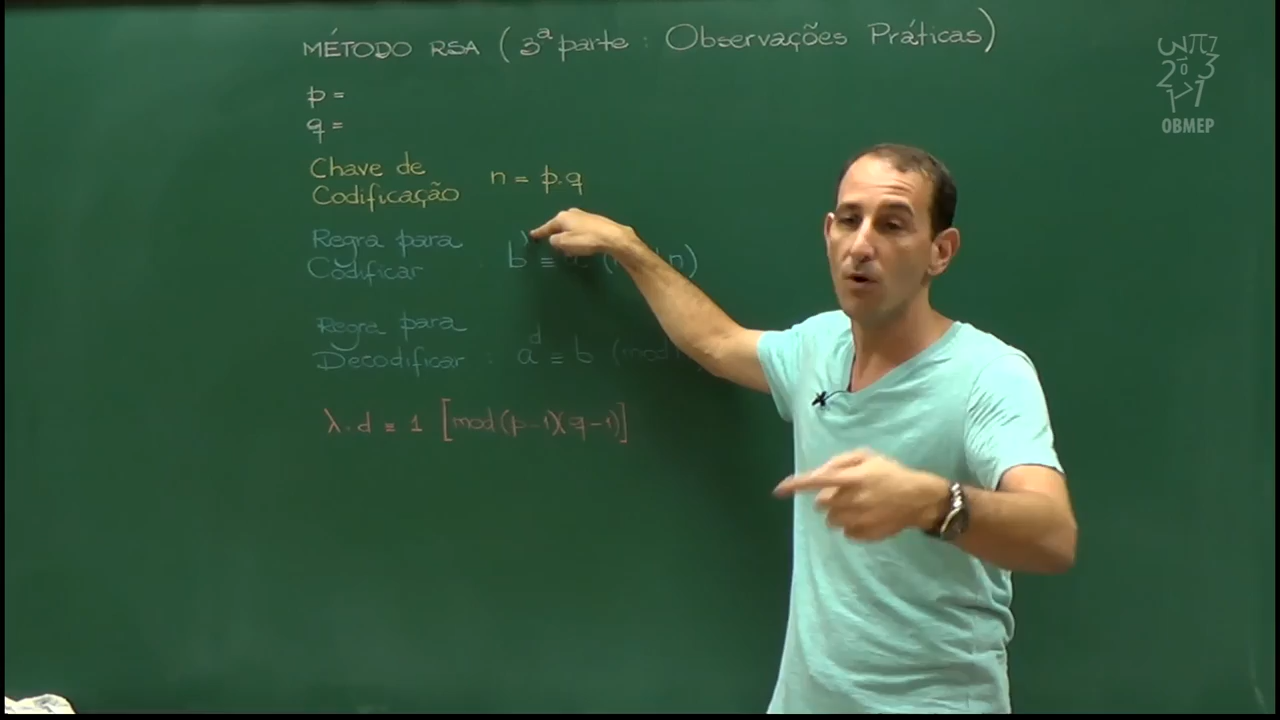 MÉTODO RSA (3ª parte : Observações Práticas)
p =
q =
Chave de
Codificação n = p.q
Regra para
Codificar : b ≡ n)
Regra para
Decodificar : a^d ≡ b (mod
λ.d ≡ 1 [mod (p-1)(q-1)]
OBMEP